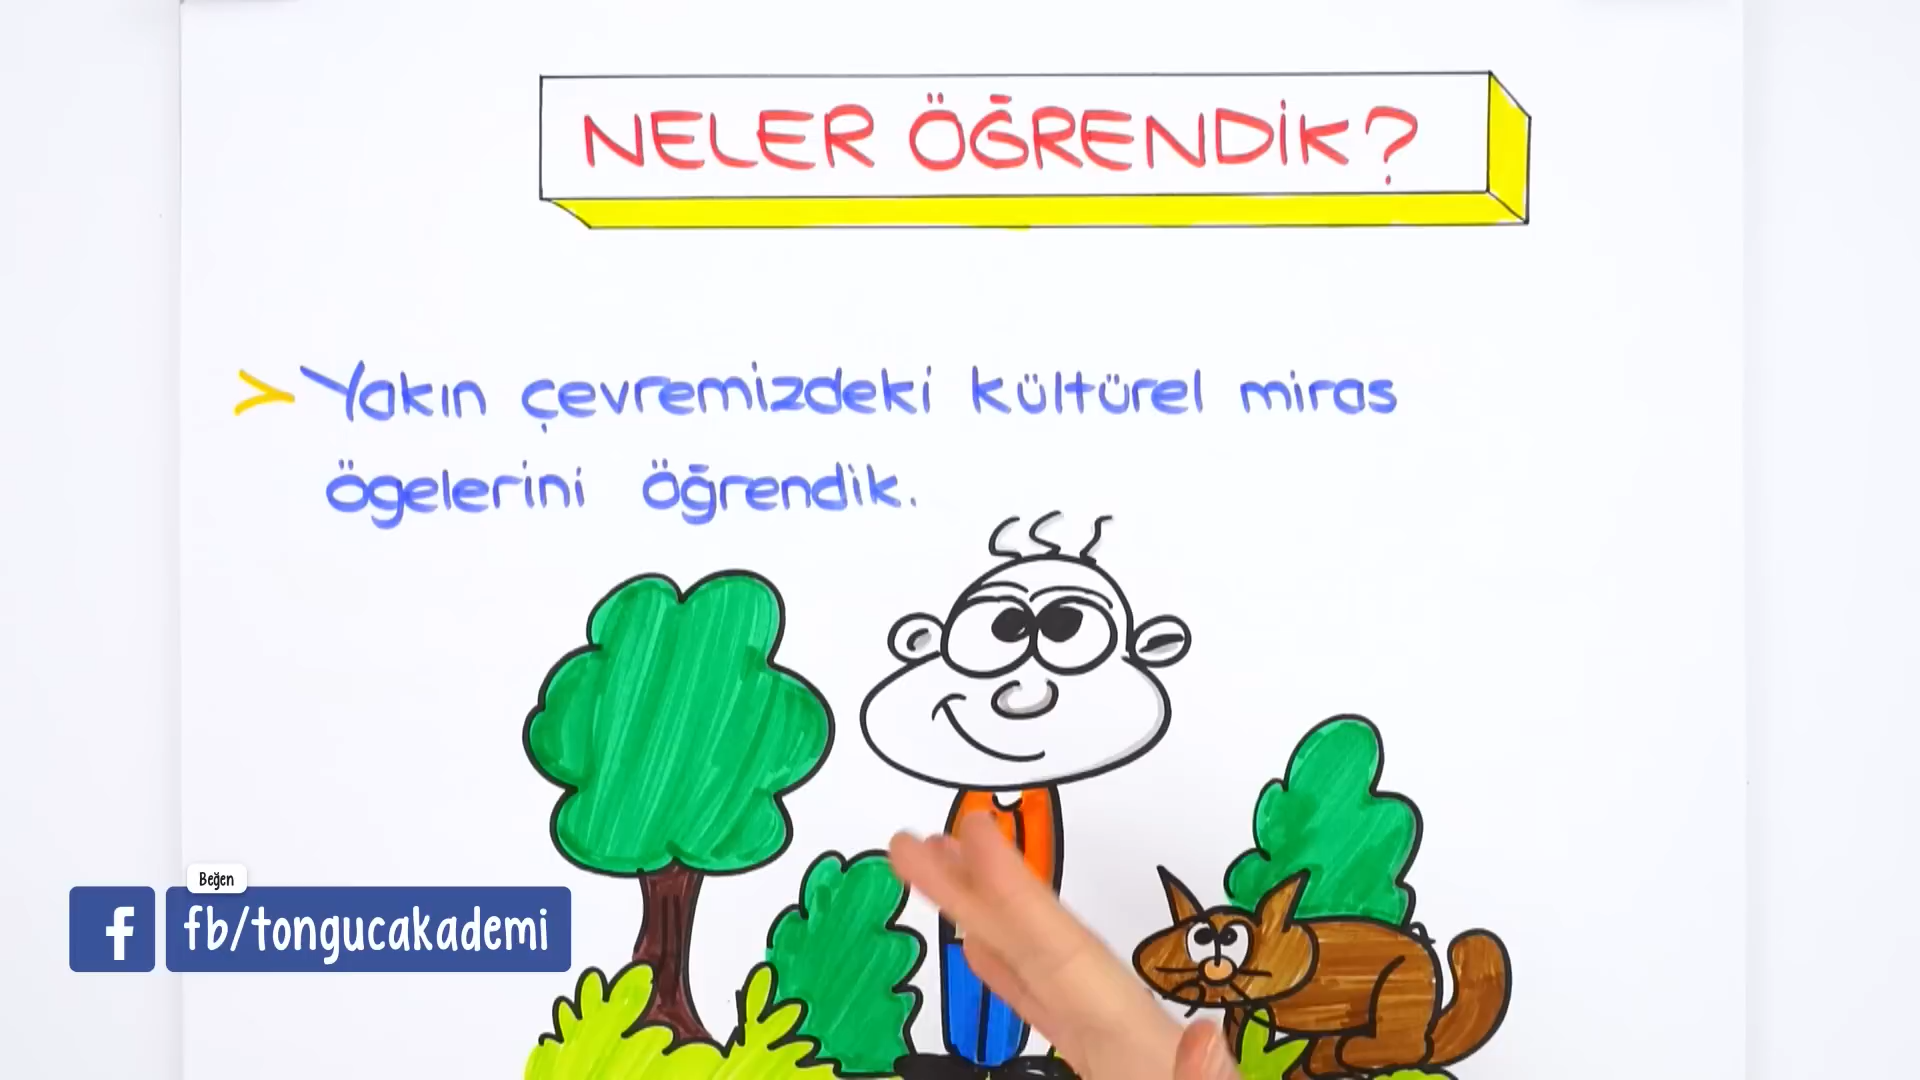 NELER ÖĞRENDİK?
> Yakın çevremizdeki kültürel miras
ögelerini öğrendik.
Beğen
f fb/tongucakademi